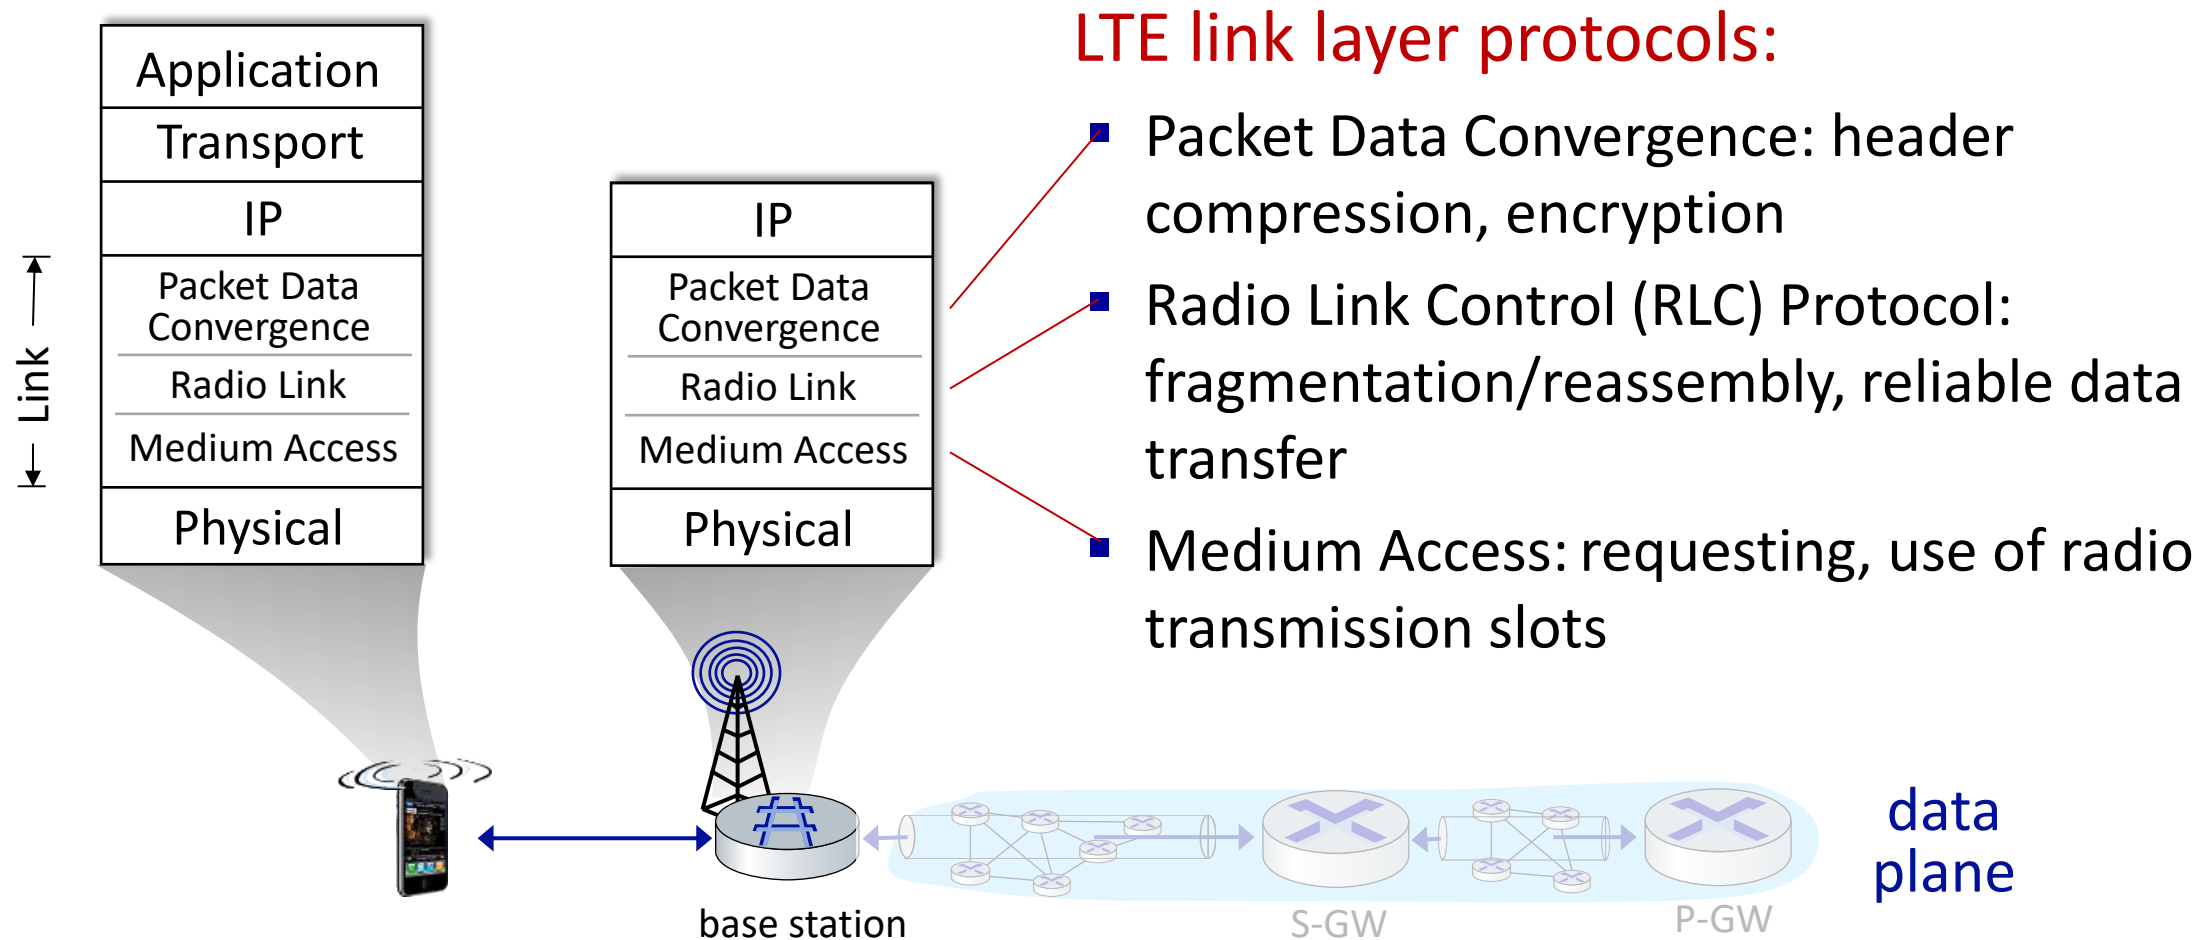 Application
Transport
IP
Packet Data
Convergence
Radio Link
Medium Access
Physical
Link
IP
Packet Data
Convergence
Radio Link
Medium Access
Physical
LTE link layer protocols:
Packet Data Convergence: header
compression, encryption
Radio Link Control (RLC) Protocol:
fragmentation/reassembly, reliable data
transfer
Medium Access: requesting, use of radio
transmission slots
base station
S-GW
P-GW
data
plane